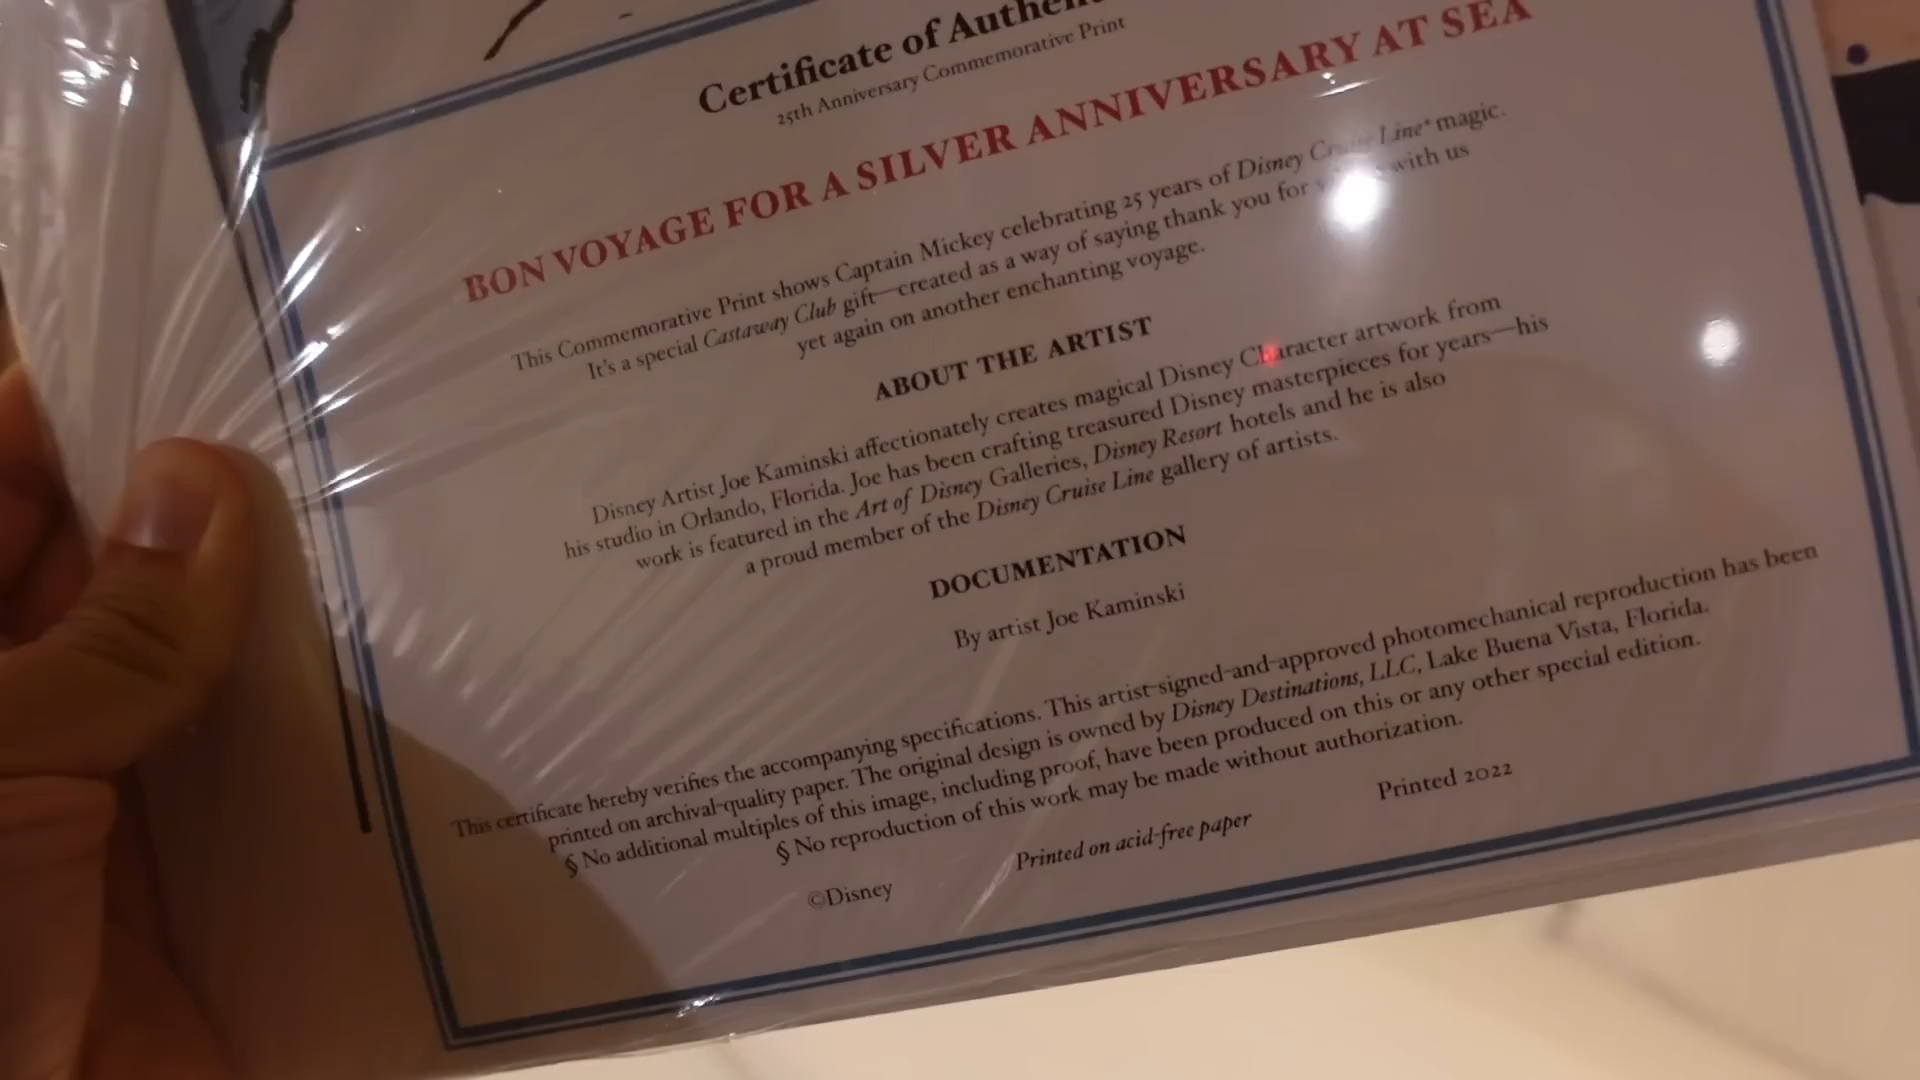 Certificate of
25th Anniversary Commemorative Print
BON VOYAGE FOR A SILVER ANNIVERSARY AT SEA
This Commemorative Print shows Captain Mickey celebrating 25 years of Disney Line® magic.
It's a special Castaway Club gift—created as a way of saying thank you for with us
yet again on another enchanting voyage.
ABOUT THE ARTIST
Disney Artist Joe Kaminski affectionately creates magical Disney Character artwork from
his studio in Orlando, Florida. Joe has been crafting treasured Disney masterpieces for years—his
work is featured in the Art of Disney Galleries, Disney Resort hotels and he is also
a proud member of the Disney Cruise Line gallery of artists.
DOCUMENTATION
By artist Joe Kaminski
This certificate hereby verifies the accompanying specifications. This artist-signed-and-approved photomechanical reproduction has been
printed on archival-quality paper. The original design is owned by Disney Destinations, LLC, Lake Buena Vista, Florida.
§ No additional multiples of this image, including proof, have been produced on this or any other special edition.
§ No reproduction of this work may be made without authorization.
©Disney Printed on acid-free paper Printed 2022